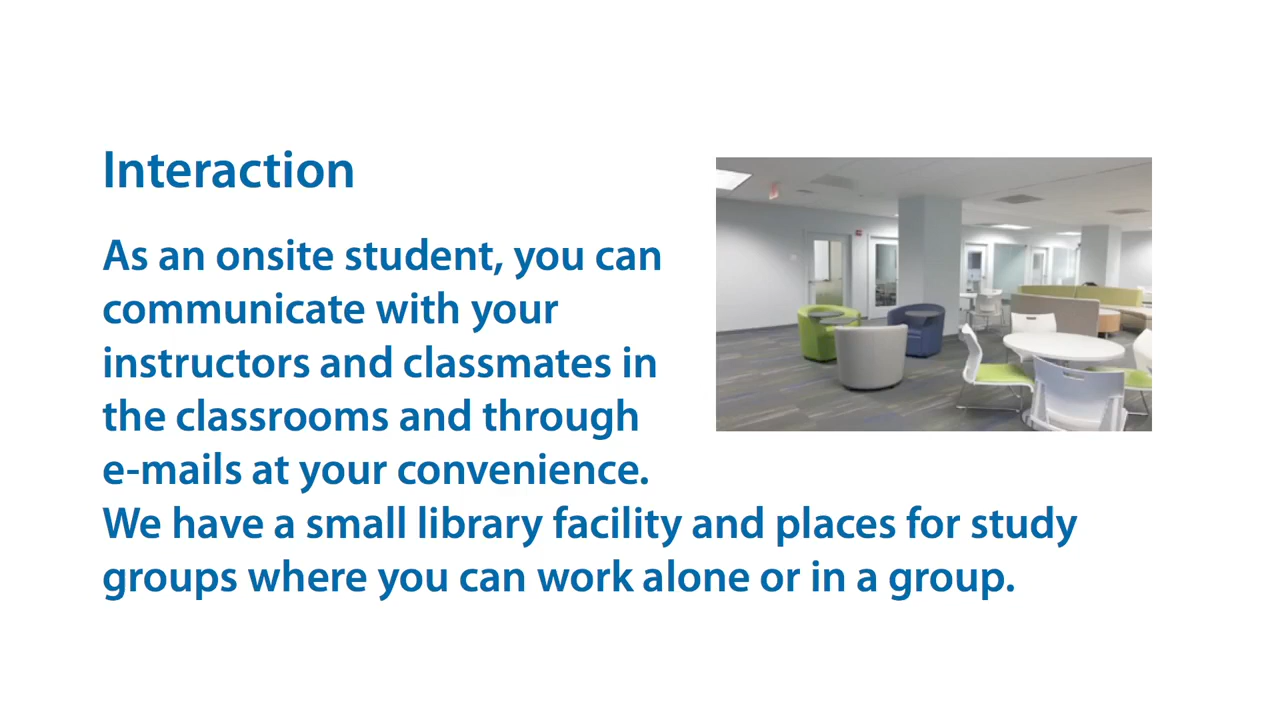 Interaction
As an onsite student, you can
communicate with your
instructors and classmates in
the classrooms and through
e-mails at your convenience.
We have a small library facility and places for study
groups where you can work alone or in a group.